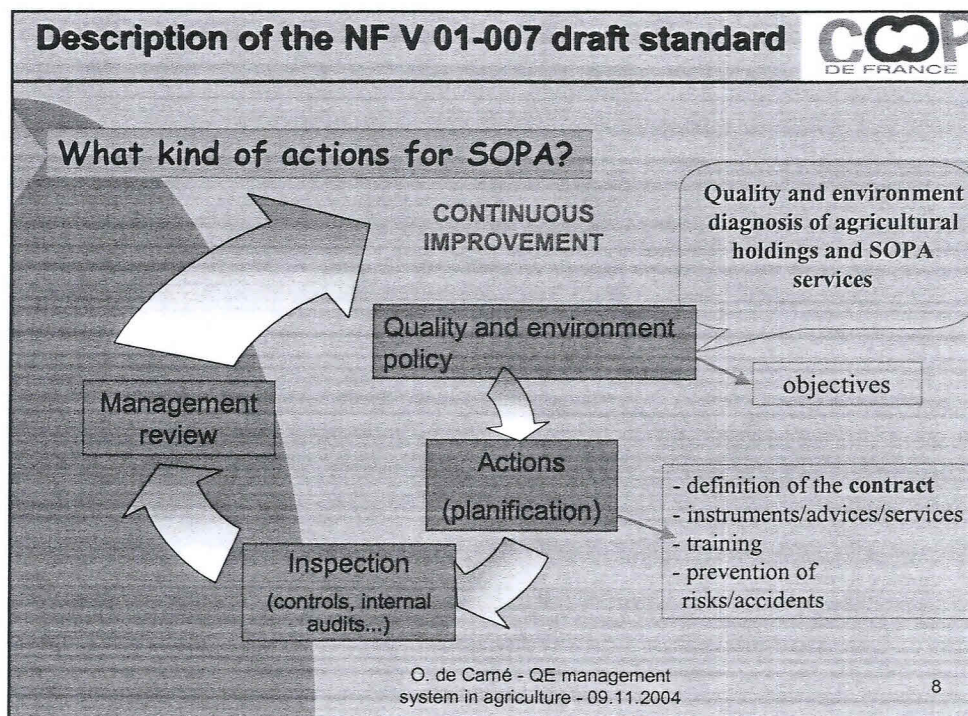 Description of the NF V 01-007 draft standard
COOP
DE FRANCE
What kind of actions for SOPA?
CONTINUOUS
IMPROVEMENT
Quality and environment
diagnosis of agricultural
holdings and SOPA
services
Quality and environment
policy
objectives
Management
review
Actions
(planification)
- definition of the contract
- instruments/advices/services
- training
- prevention of
risks/accidents
Inspection
(controls, internal
audits...)
O. de Carné - QE management
system in agriculture - 09.11.2004
8